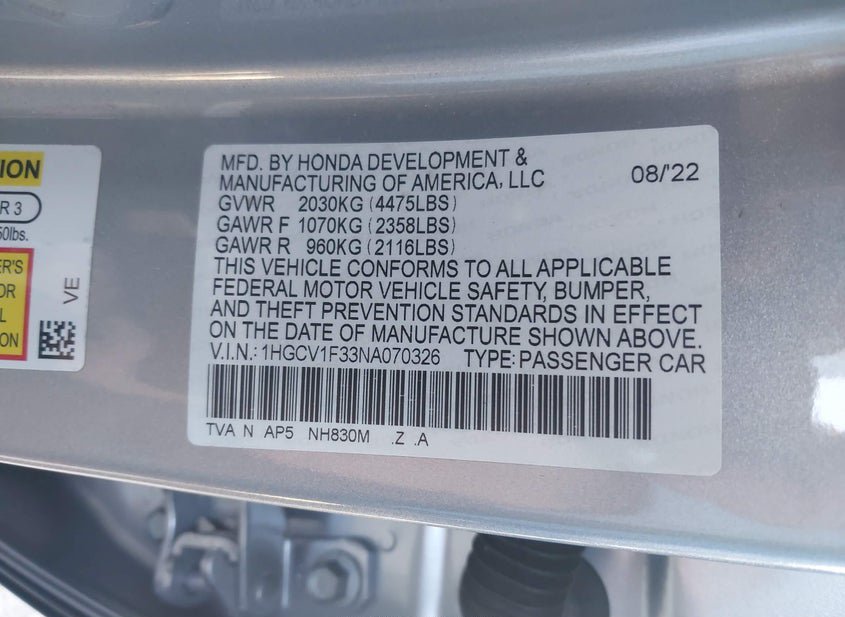 ION
R 3
50lbs.
ER'S
OR
L
ON
VE
MFD. BY HONDA DEVELOPMENT &
MANUFACTURING OF AMERICA, LLC 08/'22
GVWR 2030KG (4475LBS)
GAWR F 1070KG (2358LBS)
GAWR R 960KG (2116LBS)
THIS VEHICLE CONFORMS TO ALL APPLICABLE
FEDERAL MOTOR VEHICLE SAFETY, BUMPER,
AND THEFT PREVENTION STANDARDS IN EFFECT
ON THE DATE OF MANUFACTURE SHOWN ABOVE.
V.I.N.: 1HGCV1F33NA070326 TYPE: PASSENGER CAR
TVA N AP5 NH830M .Z .A